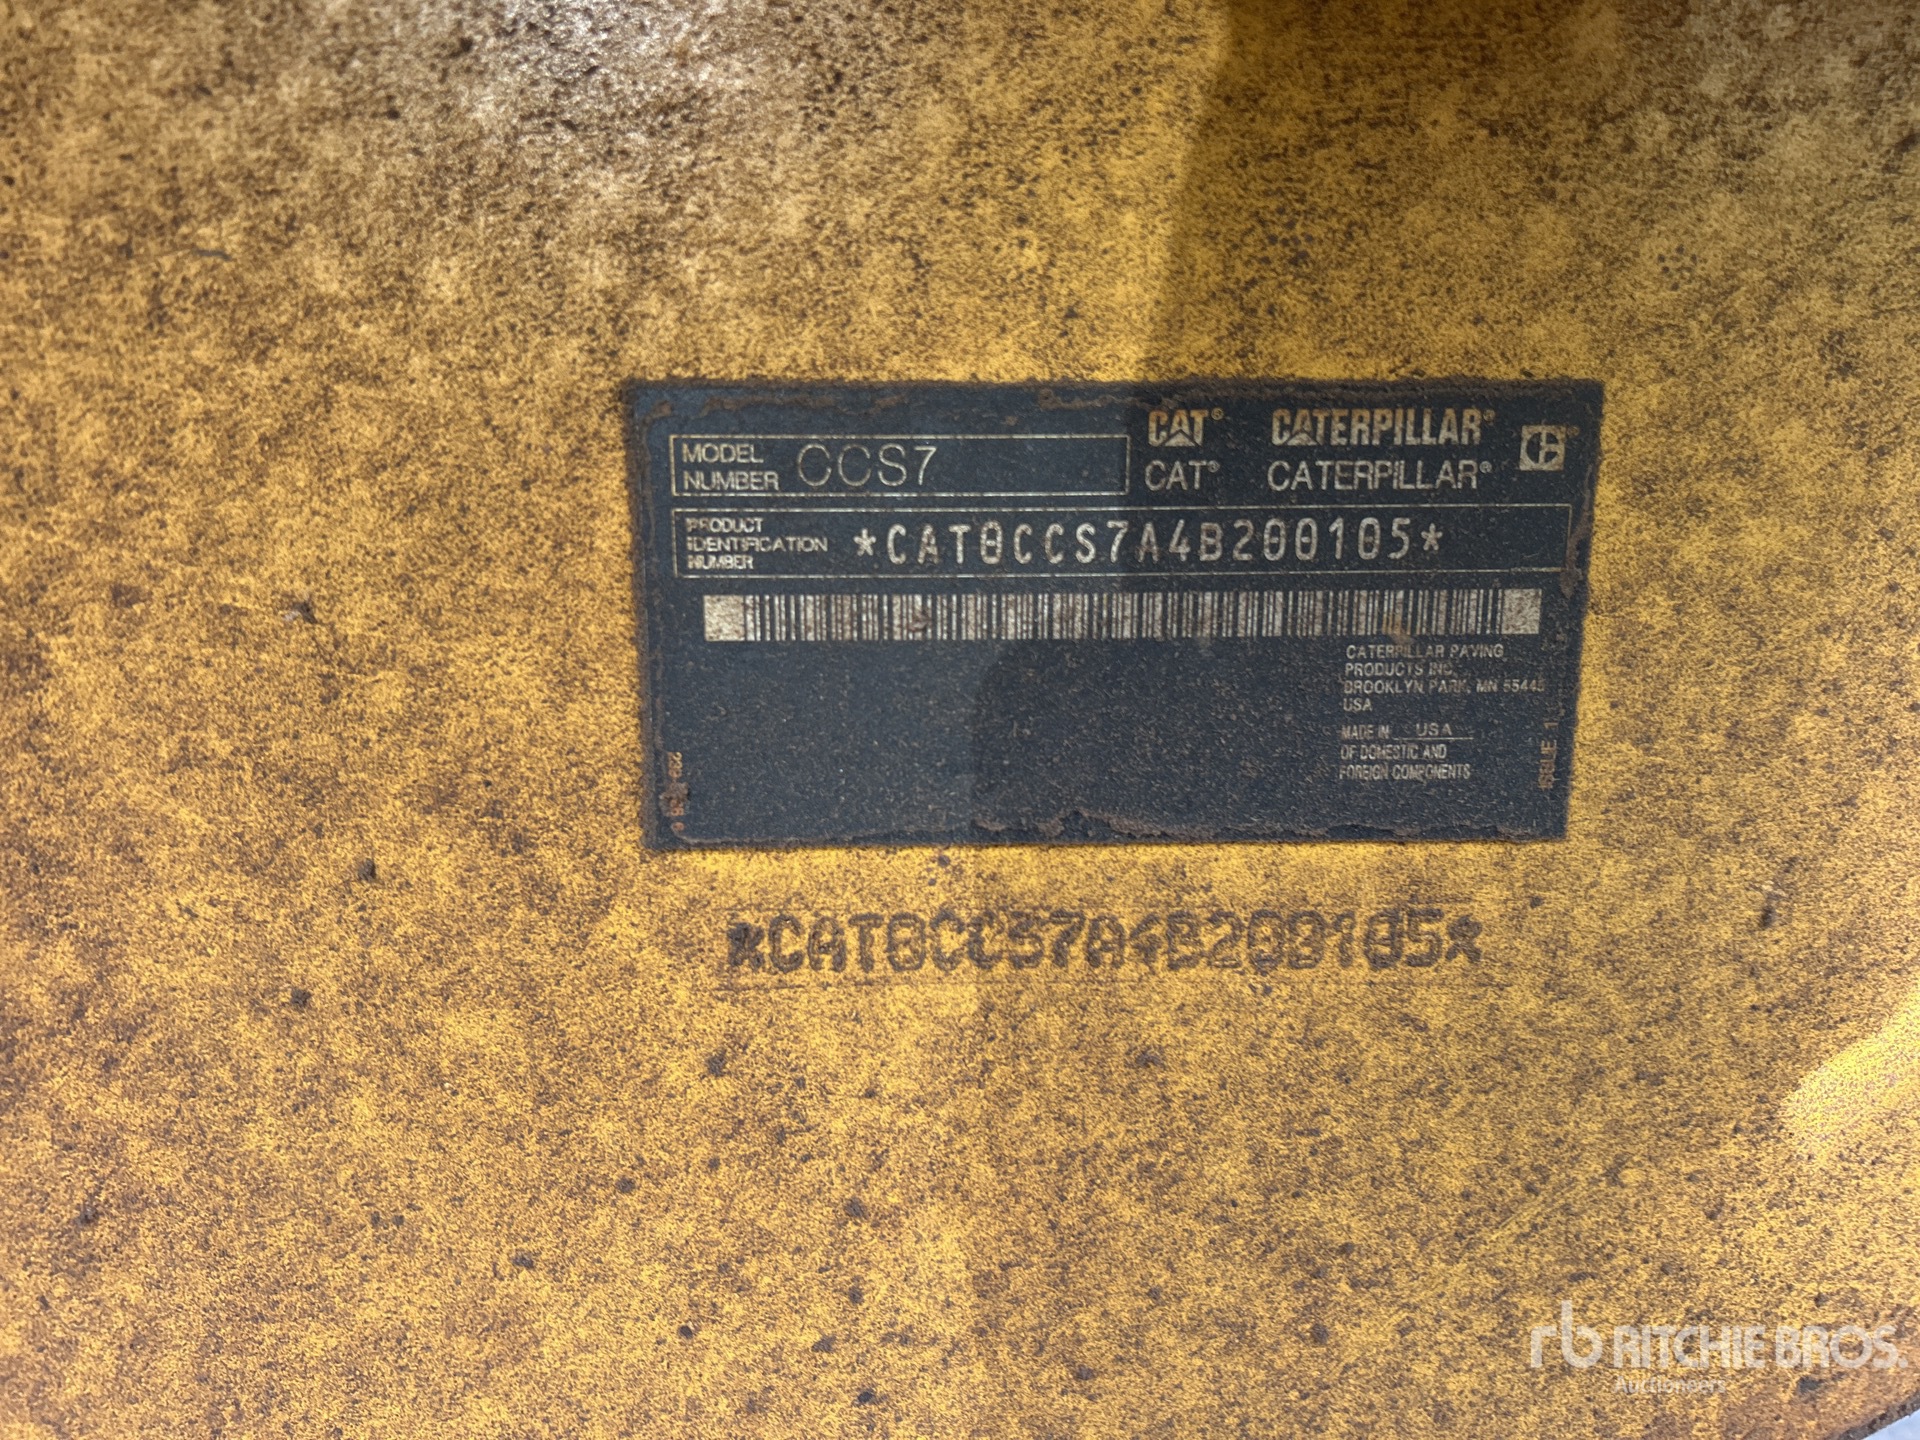 CAT® CATERPILLAR®
MODEL NUMBER CCS7
CAT® CATERPILLAR®
PRODUCT
IDENTIFICATION
NUMBER
*CAT0CCS7A4B200105*
CATERPILLAR PAVING
PRODUCTS INC.
BROOKLYN PARK, MN 55445
USA
MADE IN USA
OF DOMESTIC AND
FOREIGN COMPONENTS
*CAT0CCS7A4B200105*
rb RITCHIE BROS.
Auctioneers